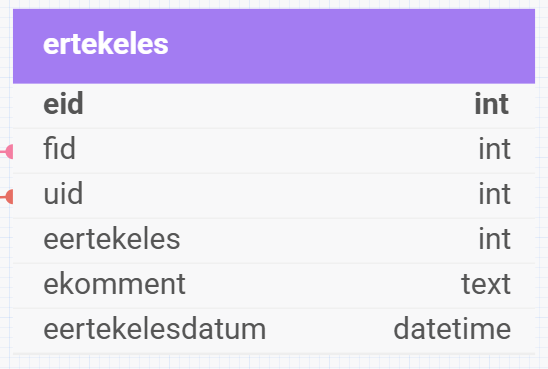 ertekeles
eid int
fid int
uid int
eertekeles int
ekomment text
eertekelesdatum datetime